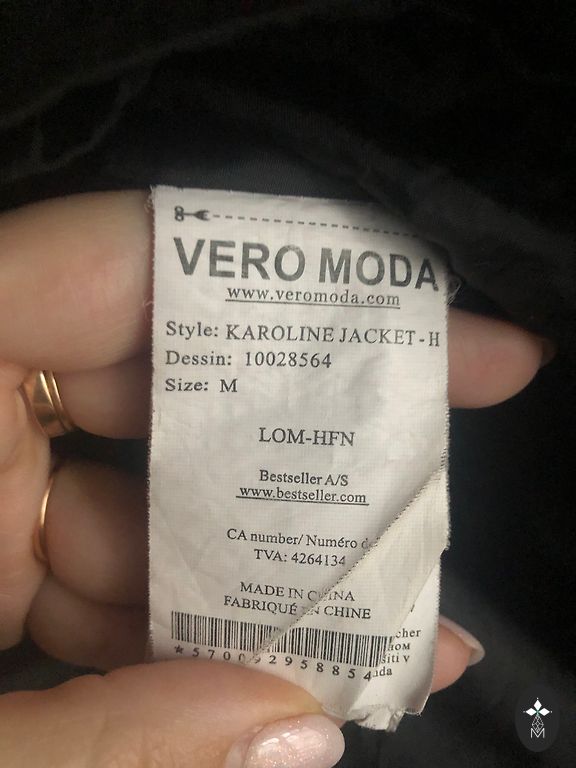 VERO MODA
www.veromoda.com
Style: KAROLINE JACKET-H
Dessin: 10028564
Size: M
LOM-HFN
Bestseller A/S
www.bestseller.com
CA number/ Numéro
TVA: 4264134
MADE IN CHINA
FABRIQUÉ EN CHINE